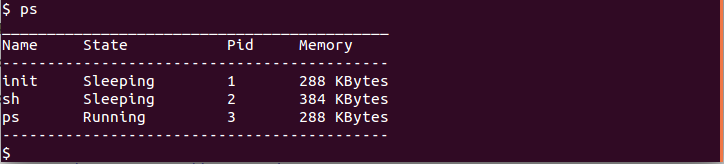 $ ps
___________________________________________
Name     State           Pid     Memory
-------------------------------------------
init     Sleeping        1       288 KBytes
sh       Sleeping        2       384 KBytes
ps       Running         3       288 KBytes
-------------------------------------------
$